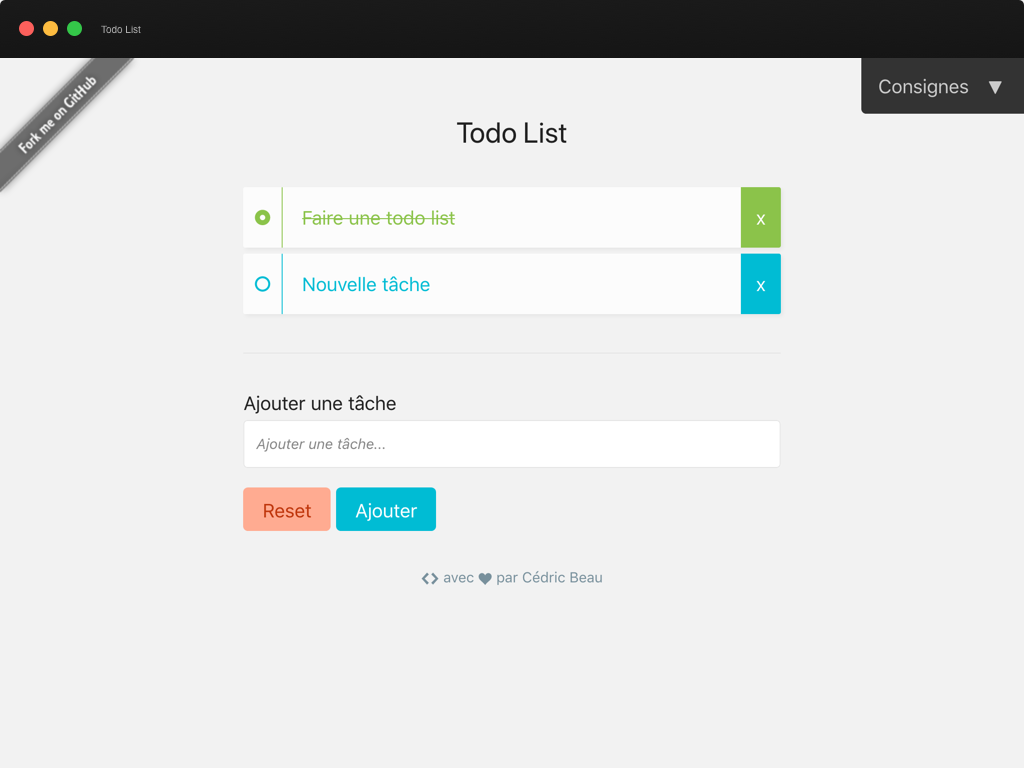 Todo List
Fork me on GitHub
Consignes ▼
Todo List
Faire une todo list x
Nouvelle tâche x
Ajouter une tâche
Ajouter une tâche...
Reset Ajouter
<> avec ♥ par Cédric Beau